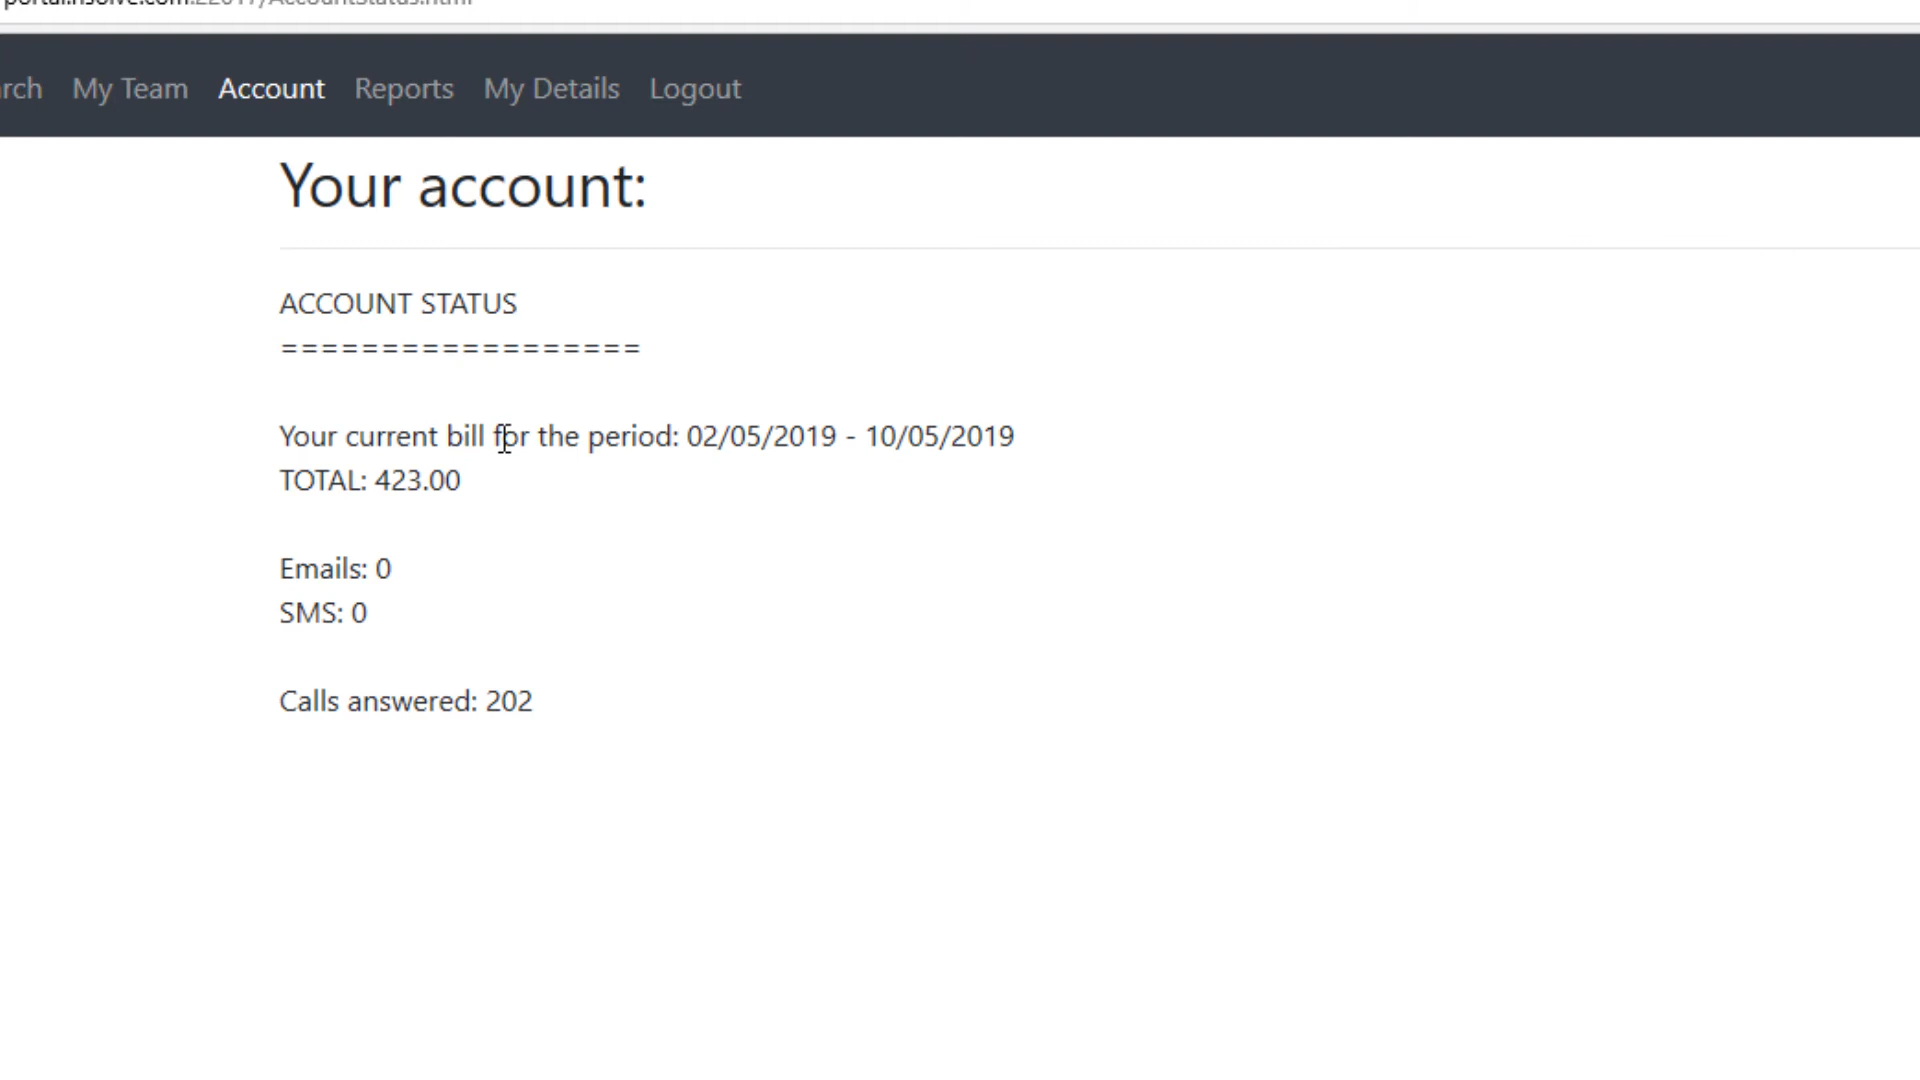 My Team Account Reports My Details Logout
Your account:
ACCOUNT STATUS
==================
Your current bill for the period: 02/05/2019 - 10/05/2019
TOTAL: 423.00
Emails: 0
SMS: 0
Calls answered: 202